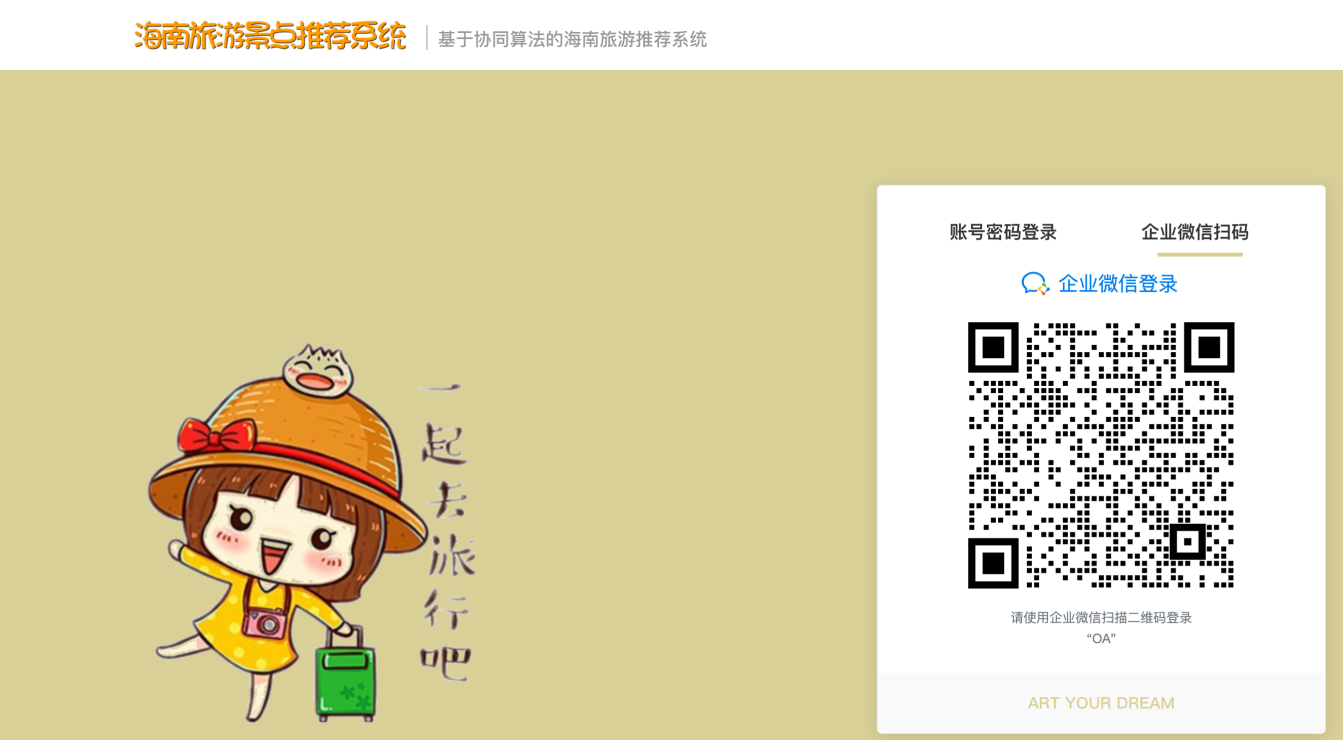 海南旅游景点推荐系统
基于协同算法的海南旅游推荐系统
一起去旅行吧
账号密码登录
企业微信扫码
企业微信登录
请使用企业微信扫描二维码登录
“OA”
ART YOUR DREAM